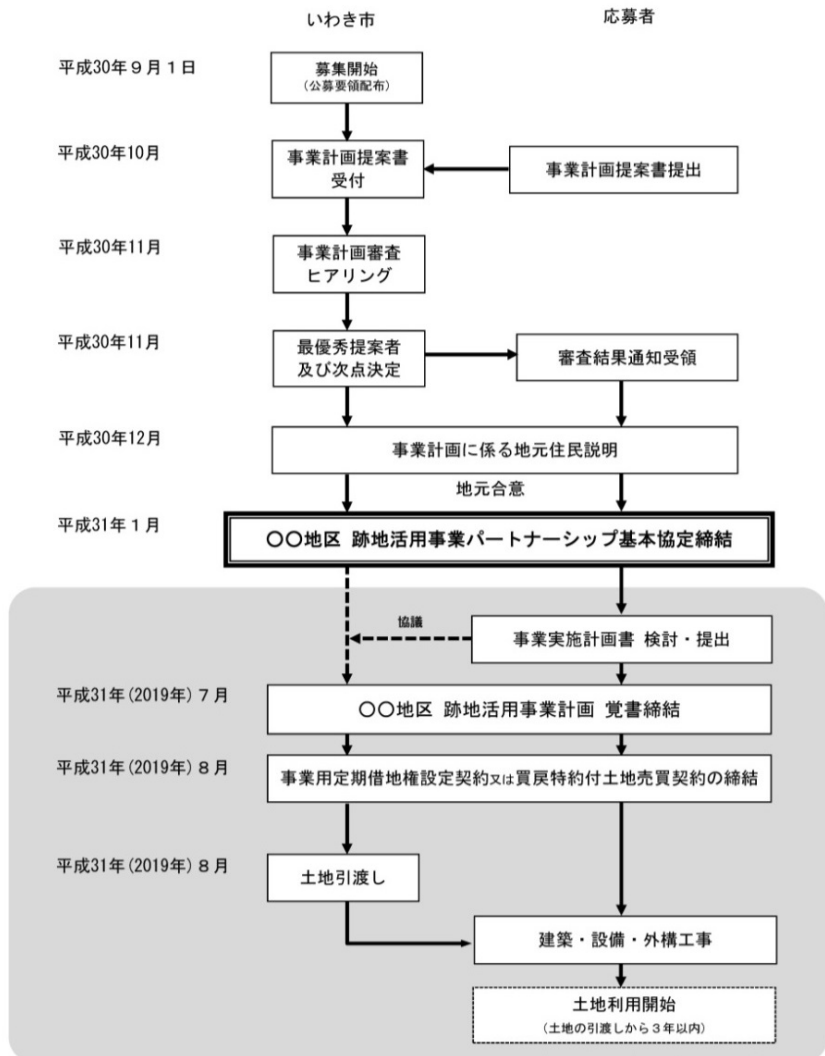 いわき市
応募者
平成30年９月１日
募集開始
（公募要領配布）
平成30年10月
事業計画提案書
受付
事業計画提案書提出
平成30年11月
事業計画審査
ヒアリング
平成30年11月
最優秀提案者
及び次点決定
審査結果通知受領
平成30年12月
事業計画に係る地元住民説明
地元合意
平成31年１月
〇〇地区 跡地活用事業パートナーシップ基本協定締結
協議
事業実施計画書 検討・提出
平成31年(2019年)７月
〇〇地区 跡地活用事業計画 覚書締結
平成31年(2019年)８月
事業用定期借地権設定契約又は買戻特約付土地売買契約の締結
平成31年(2019年)８月
土地引渡し
建築・設備・外構工事
土地利用開始
（土地の引渡しから３年以内）